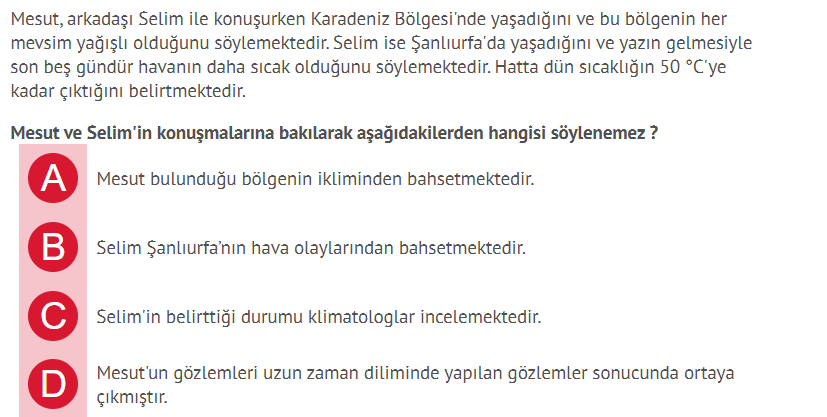 Mesut, arkadaşı Selim ile konuşurken Karadeniz Bölgesi'nde yaşadığını ve bu bölgenin her
mevsim yağışlı olduğunu söylemektedir. Selim ise Şanlıurfa'da yaşadığını ve yazın gelmesiyle
son beş gündür havanın daha sıcak olduğunu söylemektedir. Hatta dün sıcaklığın 50 °C'ye
kadar çıktığını belirtmektedir.
Mesut ve Selim'in konuşmalarına bakılarak aşağıdakilerden hangisi söylenemez ?
A Mesut bulunduğu bölgenin ikliminden bahsetmektedir.
B Selim Şanlıurfa'nın hava olaylarından bahsetmektedir.
C Selim'in belirttiği durumu klimatologlar incelemektedir.
D Mesut'un gözlemleri uzun zaman diliminde yapılan gözlemler sonucunda ortaya
çıkmıştır.